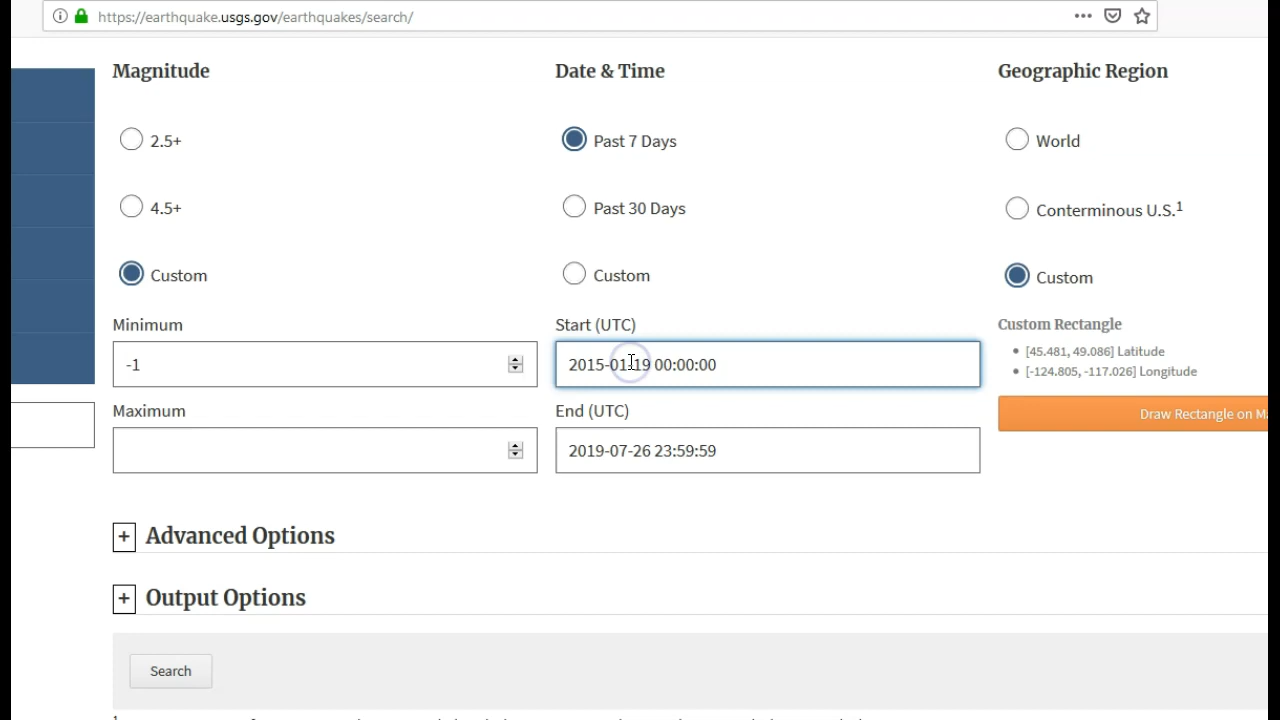 https://earthquake.usgs.gov/earthquakes/search/
Magnitude
2.5+
4.5+
Custom
Minimum
-1
Maximum
Date & Time
Past 7 Days
Past 30 Days
Custom
Start (UTC)
2015-01-19 00:00:00
End (UTC)
2019-07-26 23:59:59
Geographic Region
World
Conterminous U.S.1
Custom
Custom Rectangle
[45.481, 49.086] Latitude
[-124.805, -117.026] Longitude
Draw Rectangle on
+ Advanced Options
+ Output Options
Search